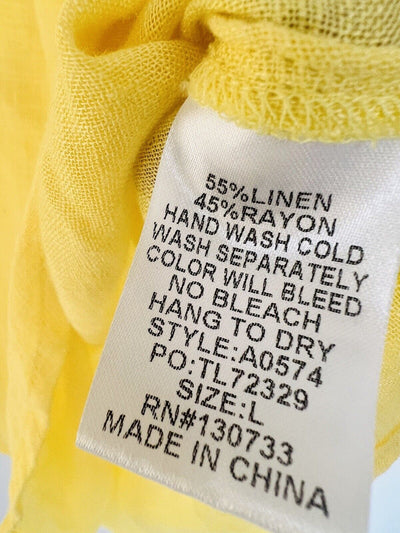 55%LINEN
45%RAYON
HAND WASH COLD
WASH SEPARATELY
COLOR WILL BLEED
NO BLEACH
HANG TO DRY
STYLE:A0574
PO:TL72329
SIZE:L
RN#130733
MADE IN CHINA